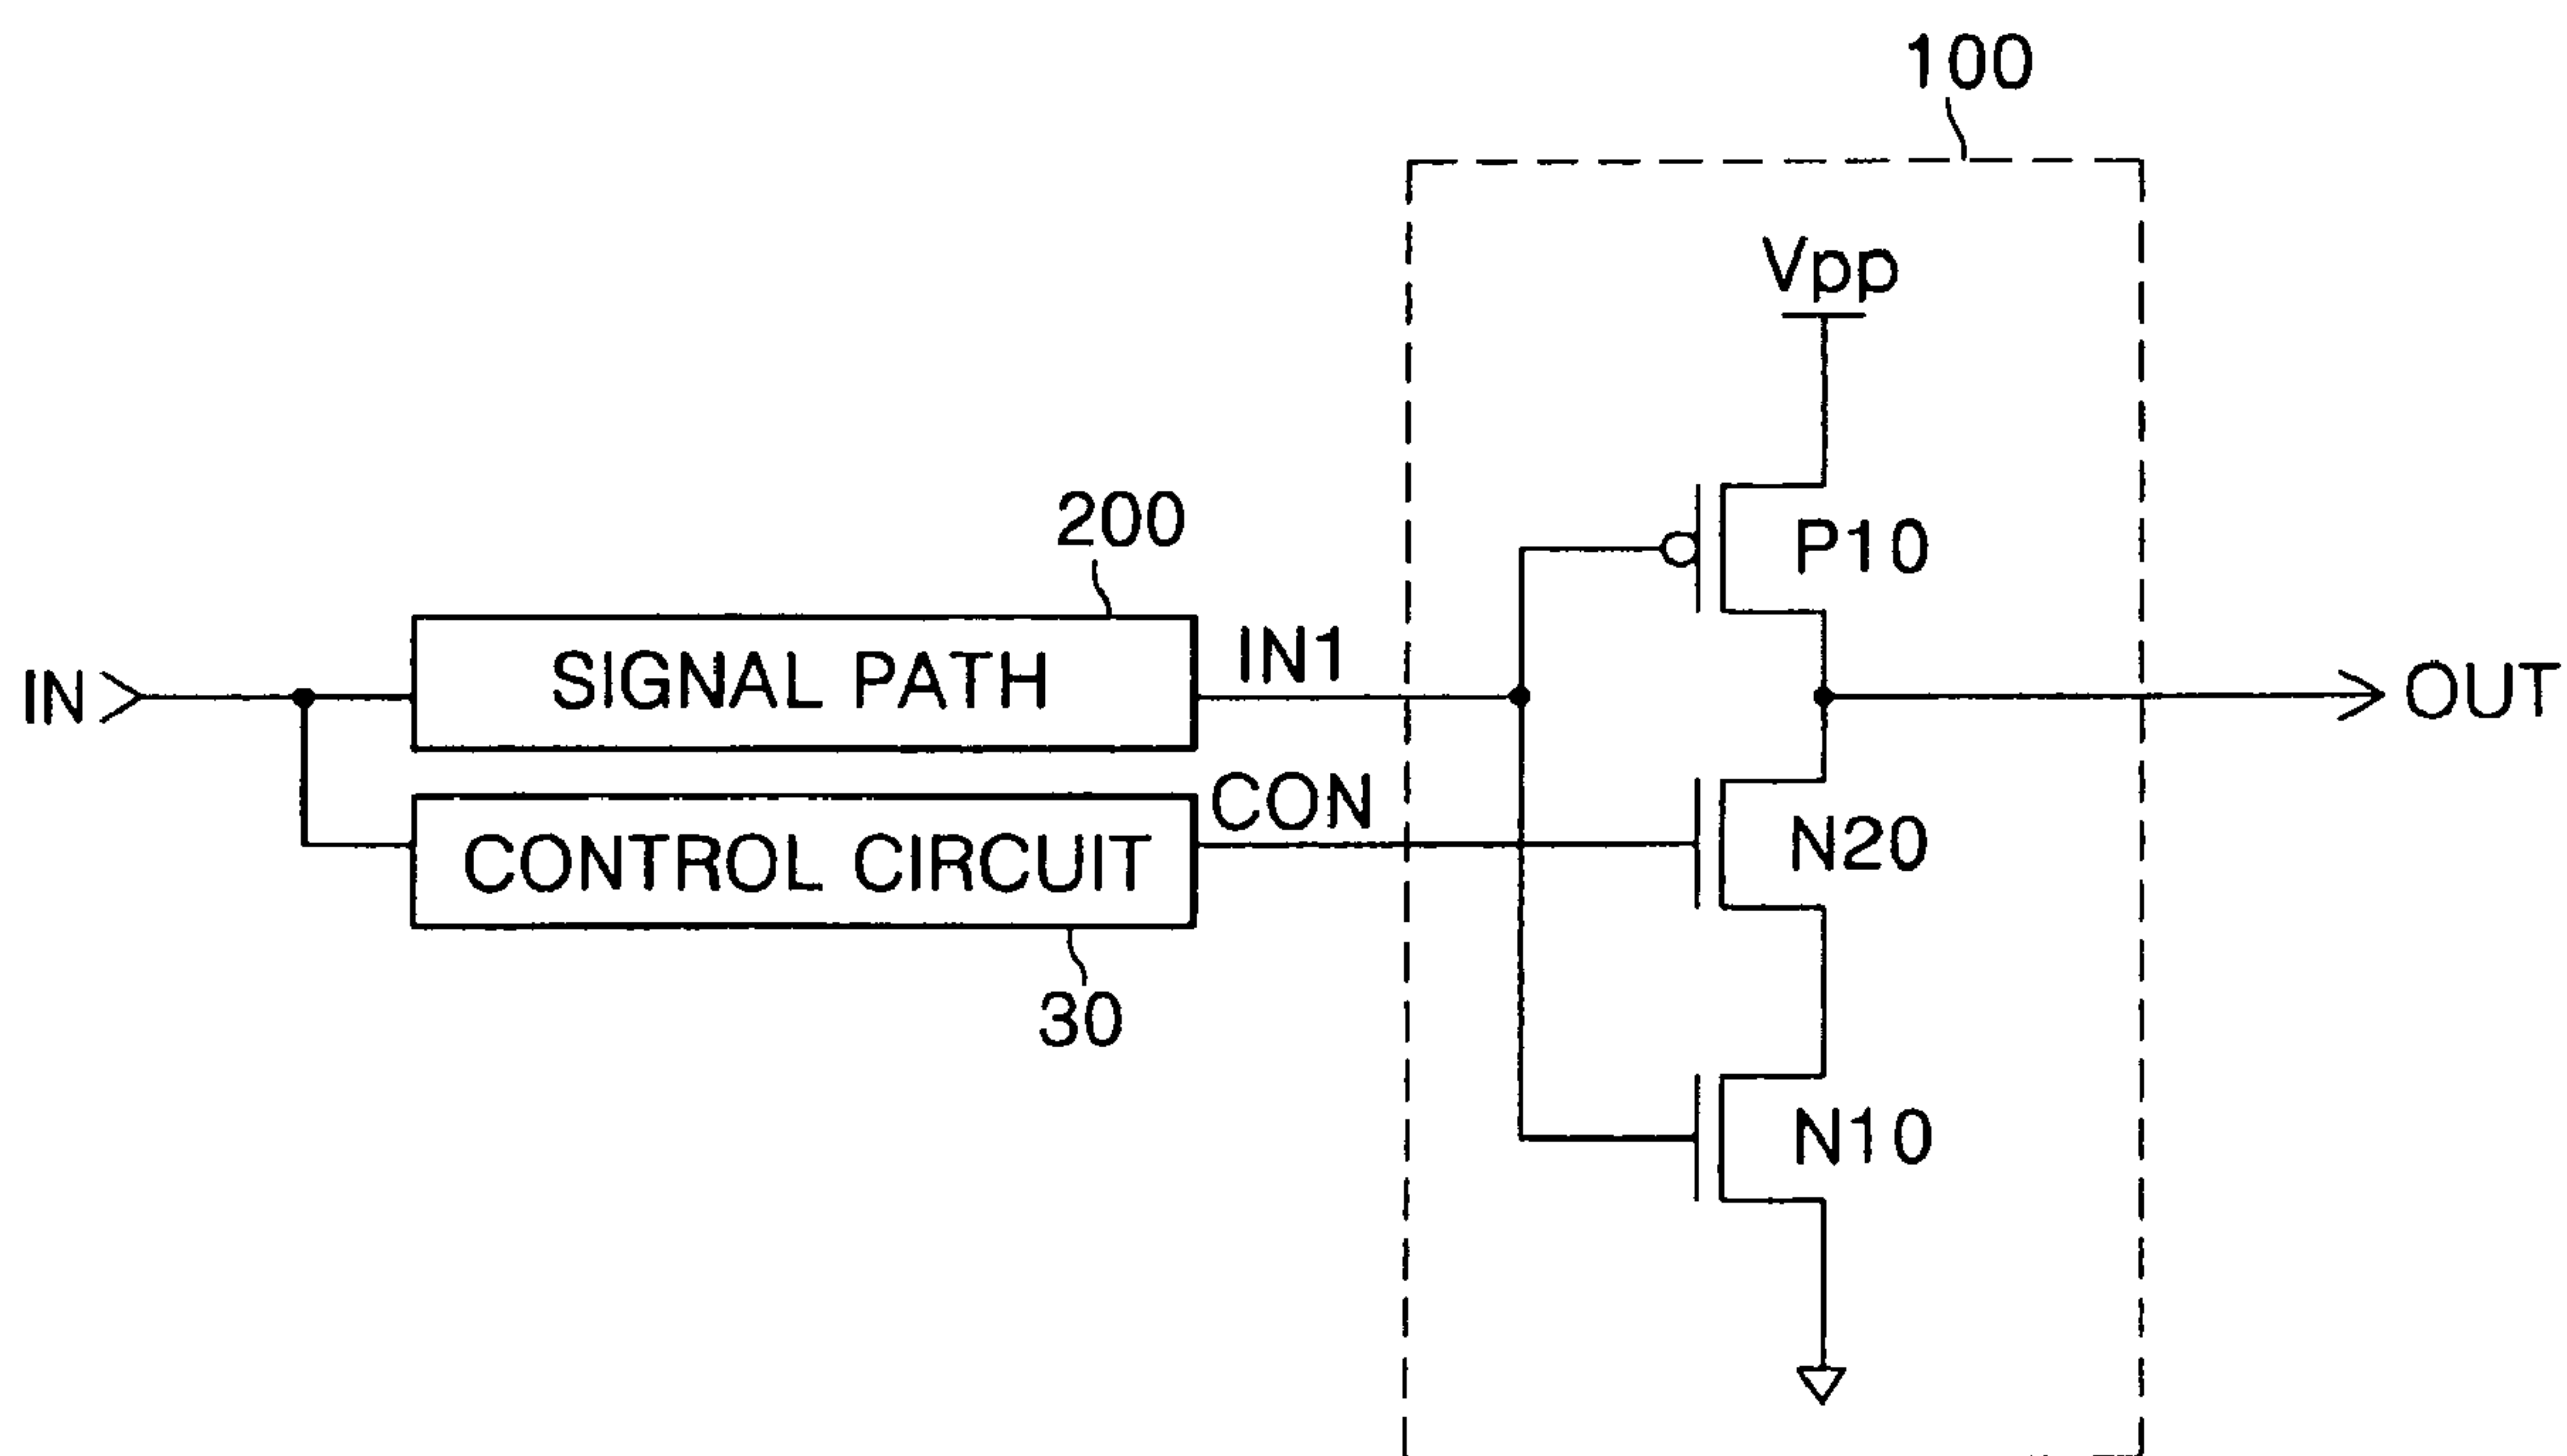 100
Vpp
200
P10
IN
SIGNAL PATH
IN1
OUT
CON
CONTROL CIRCUIT
N20
30
N10